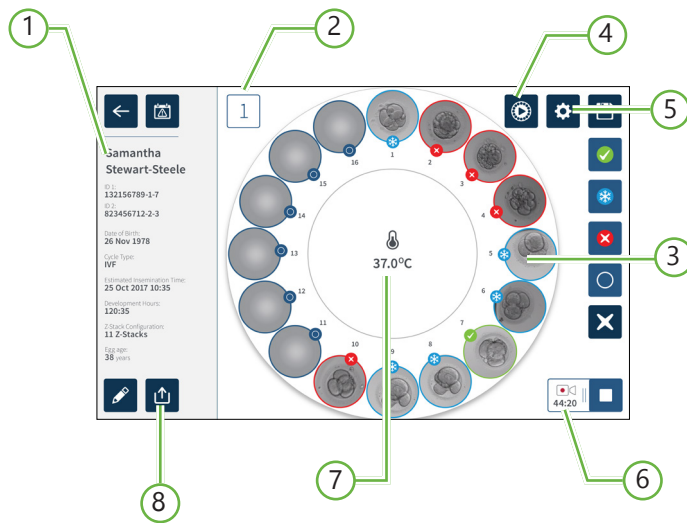 1
2
4
5
1
Samantha
Stewart-Steele
ID 1:
132156789-1-7
ID 2:
823456712-2-3
Date of Birth:
26 Nov 1978
Cycle Type:
IVF
Estimated Insemination Time:
25 Oct 2017 10:35
Development Hours:
120:35
Z-Stack Configuration:
11 Z-Stacks
Egg age:
38 years
1
2
3
4
5
6
7
8
9
10
11
12
13
14
15
16
37.0°C
3
44:20
6
7
8